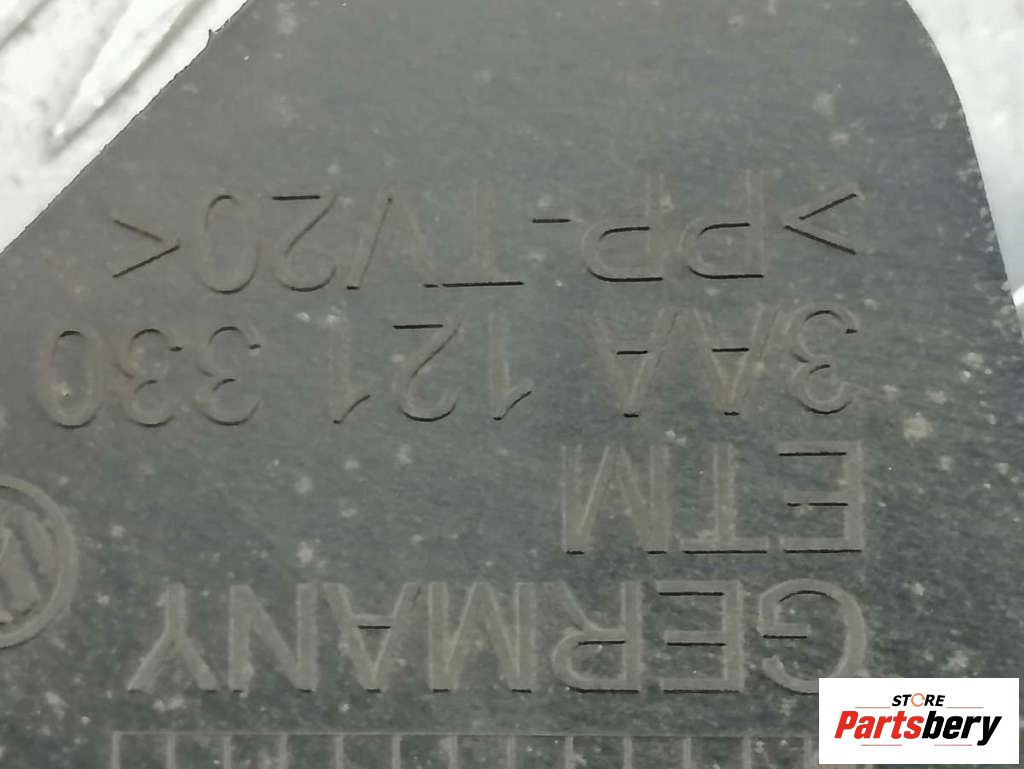 GERMANY
ETM
3AA 121 330
>PP-TV20<
STORE
Partsbery